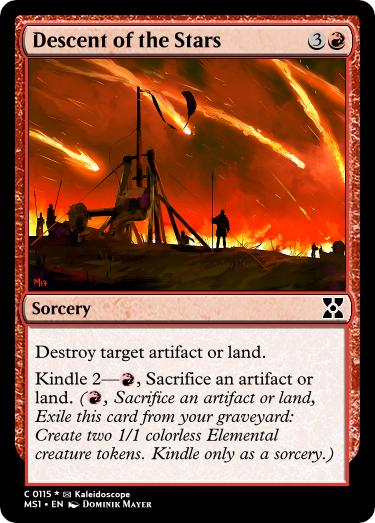 Descent of the Stars 3
M17
Sorcery
Destroy target artifact or land.
Kindle 2—, Sacrifice an artifact or
land. (, Sacrifice an artifact or land,
Exile this card from your graveyard:
Create two 1/1 colorless Elemental
creature tokens. Kindle only as a sorcery.)
C 0115 * Kaleidoscope
MS1 • EN Dominik Mayer